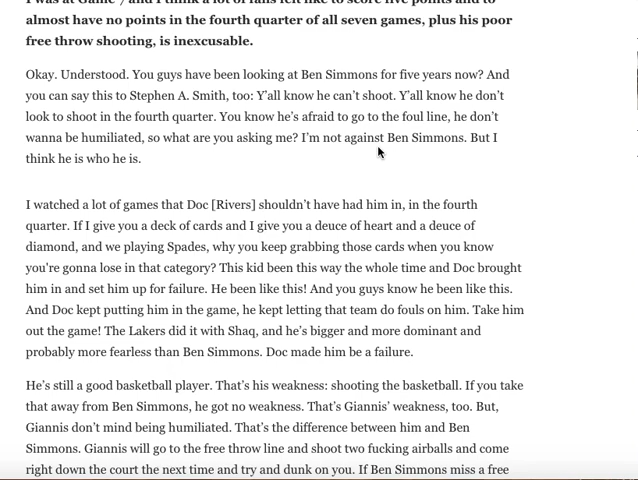 I was at Game 7 and I think a lot of fans felt like to score five points and to
almost have no points in the fourth quarter of all seven games, plus his poor
free throw shooting, is inexcusable.
Okay. Understood. You guys have been looking at Ben Simmons for five years now? And
you can say this to Stephen A. Smith, too: Y’all know he can’t shoot. Y’all know he don’t
look to shoot in the fourth quarter. You know he’s afraid to go to the foul line, he don’t
wanna be humiliated, so what are you asking me? I’m not against Ben Simmons. But I
think he is who he is.
I watched a lot of games that Doc [Rivers] shouldn’t have had him in, in the fourth
quarter. If I give you a deck of cards and I give you a deuce of heart and a deuce of
diamond, and we playing Spades, why you keep grabbing those cards when you know
you're gonna lose in that category? This kid been this way the whole time and Doc brought
him in and set him up for failure. He been like this! And you guys know he been like this.
And Doc kept putting him in the game, he kept letting that team do fouls on him. Take him
out the game! The Lakers did it with Shaq, and he’s bigger and more dominant and
probably more fearless than Ben Simmons. Doc made him be a failure.
He’s still a good basketball player. That’s his weakness: shooting the basketball. If you take
that away from Ben Simmons, he got no weakness. That’s Giannis’ weakness, too. But,
Giannis don’t mind being humiliated. That’s the difference between him and Ben
Simmons. Giannis will go to the free throw line and shoot two fucking airballs and come
right down the court the next time and try and dunk on you. If Ben Simmons miss a free